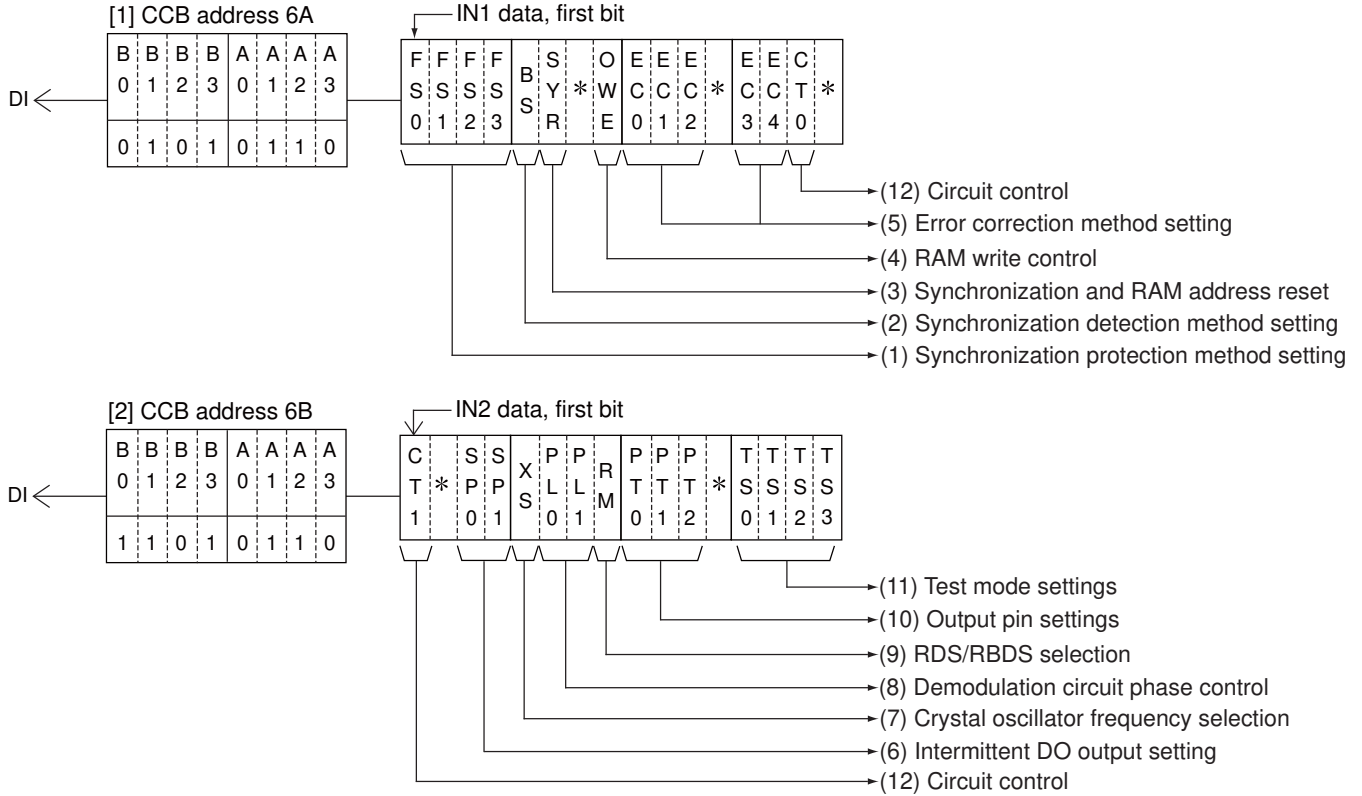 [1] CCB address 6A
IN1 data, first bit
B0 B1 B2 B3 A0 A1 A2 A3
FS0 FS1 FS2 FS3 BS SYR * OWE EC0 EC1 EC2 * EC3 EC4 CT0 *
DI
0 1 0 1 0 1 1 0
(12) Circuit control
(5) Error correction method setting
(4) RAM write control
(3) Synchronization and RAM address reset
(2) Synchronization detection method setting
(1) Synchronization protection method setting
[2] CCB address 6B
IN2 data, first bit
B0 B1 B2 B3 A0 A1 A2 A3
CT1 * SP0 SP1 XS PL0 PL1 RM PT0 PT1 PT2 * TS0 TS1 TS2 TS3
DI
1 1 0 1 0 1 1 0
(11) Test mode settings
(10) Output pin settings
(9) RDS/RBDS selection
(8) Demodulation circuit phase control
(7) Crystal oscillator frequency selection
(6) Intermittent DO output setting
(12) Circuit control